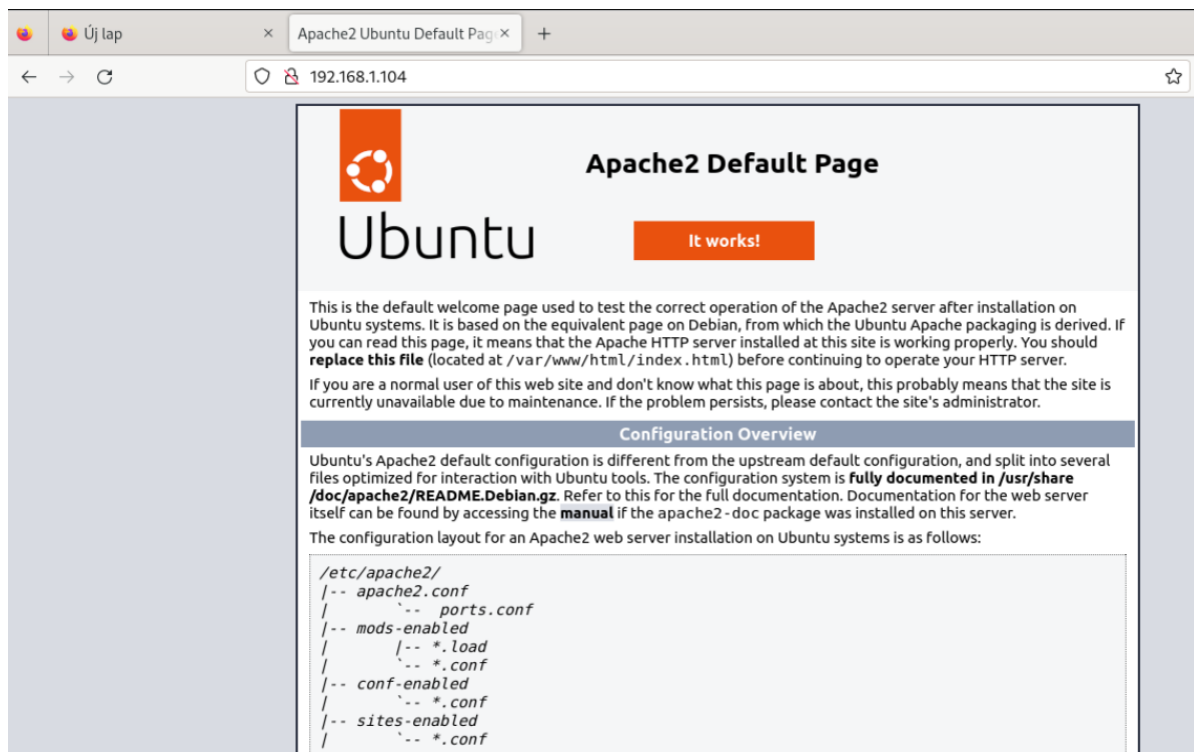 Új lap
Apache2 Ubuntu Default Pag
192.168.1.104
Apache2 Default Page
Ubuntu
It works!
This is the default welcome page used to test the correct operation of the Apache2 server after installation on
Ubuntu systems. It is based on the equivalent page on Debian, from which the Ubuntu Apache packaging is derived. If
you can read this page, it means that the Apache HTTP server installed at this site is working properly. You should
replace this file (located at /var/www/html/index.html) before continuing to operate your HTTP server.
If you are a normal user of this web site and don't know what this page is about, this probably means that the site is
currently unavailable due to maintenance. If the problem persists, please contact the site's administrator.
Configuration Overview
Ubuntu's Apache2 default configuration is different from the upstream default configuration, and split into several
files optimized for interaction with Ubuntu tools. The configuration system is fully documented in /usr/share
/doc/apache2/README.Debian.gz. Refer to this for the full documentation. Documentation for the web server
itself can be found by accessing the manual if the apache2-doc package was installed on this server.
The configuration layout for an Apache2 web server installation on Ubuntu systems is as follows:
/etc/apache2/
|-- apache2.conf
|       `--  ports.conf
|-- mods-enabled
|       |-- *.load
|       `-- *.conf
|-- conf-enabled
|       `-- *.conf
|-- sites-enabled
|       `-- *.conf